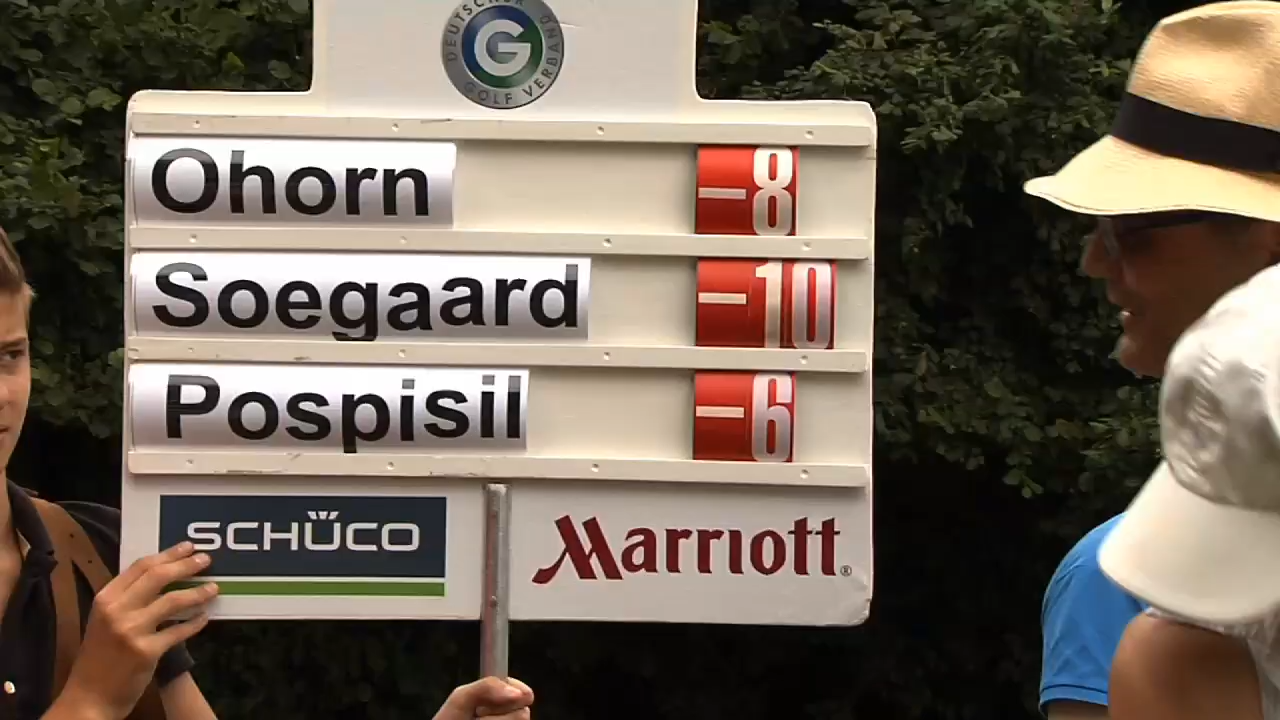 DEUTSCHER
G
GOLF VERBAND
Ohorn -8
Soegaard -10
Pospisil -6
SCHÜCO
Marriott®